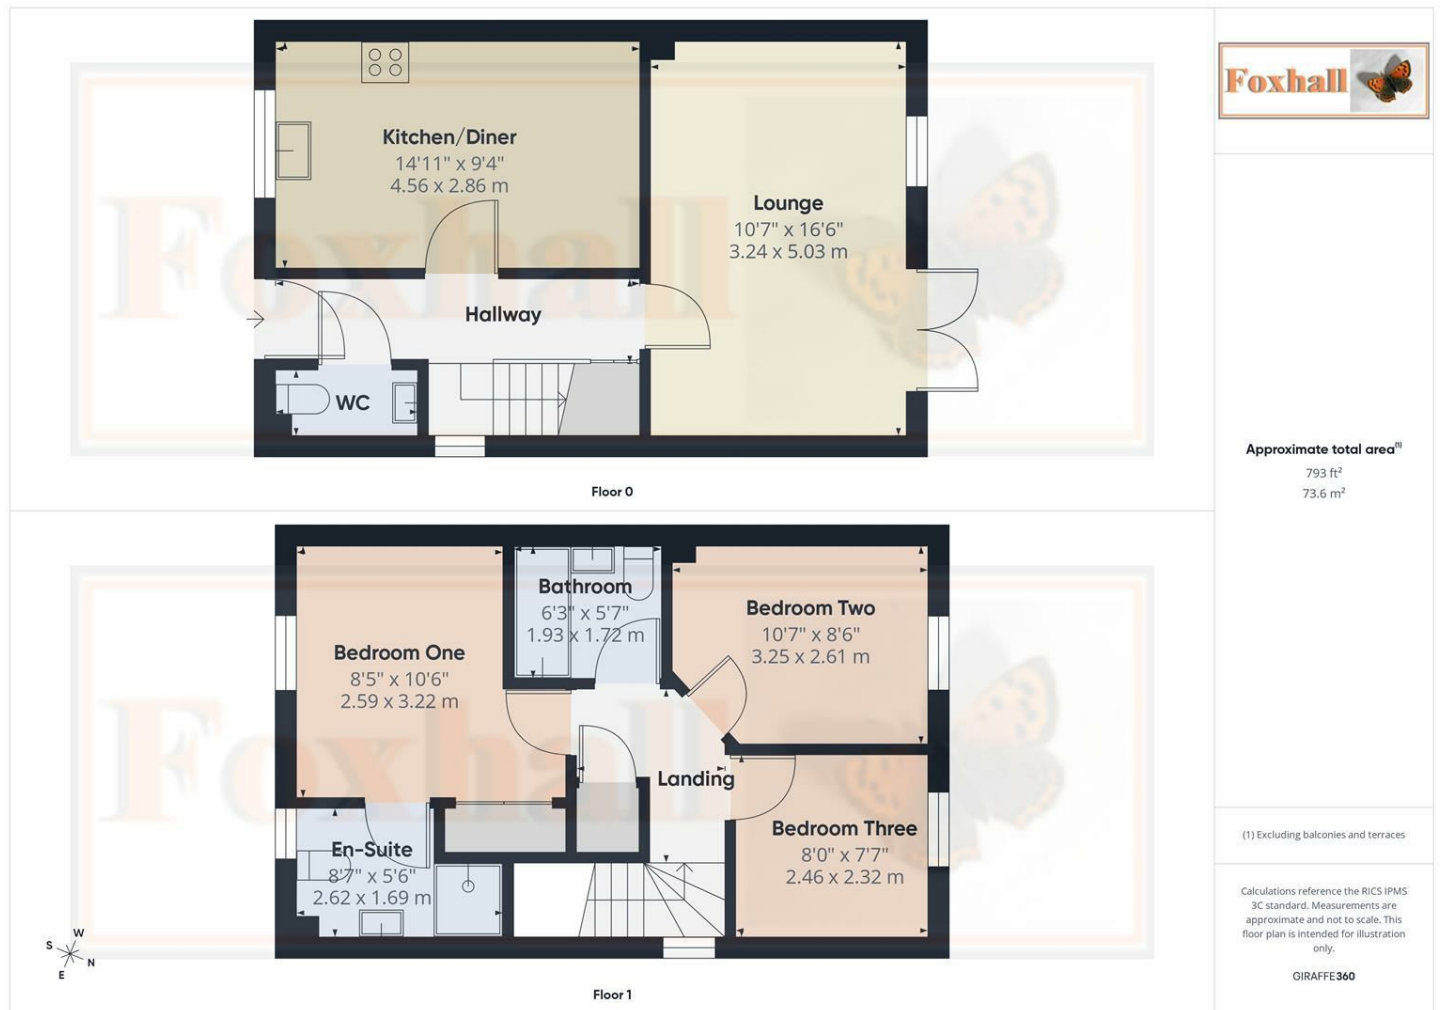 Kitchen/Diner
14'11" x 9'4"
4.56 x 2.86 m
Lounge
10'7" x 16'6"
3.24 x 5.03 m
Hallway
WC
Floor 0
Foxhall
Bathroom
6'3" x 5'7"
1.93 x 1.72 m
Bedroom Two
10'7" x 8'6"
3.25 x 2.61 m
Bedroom One
8'5" x 10'6"
2.59 x 3.22 m
Landing
Bedroom Three
8'0" x 7'7"
2.46 x 2.32 m
En-Suite
8'7" x 5'6"
2.62 x 1.69 m
Foxhall
W
S
N
E
Floor 1
Foxhall
Approximate total area⁽¹⁾
793 ft²
73.6 m²
(1) Excluding balconies and terraces
Calculations reference the RICS IPMS
3C standard. Measurements are
approximate and not to scale. This
floor plan is intended for illustration
only.
GIRAFFE360